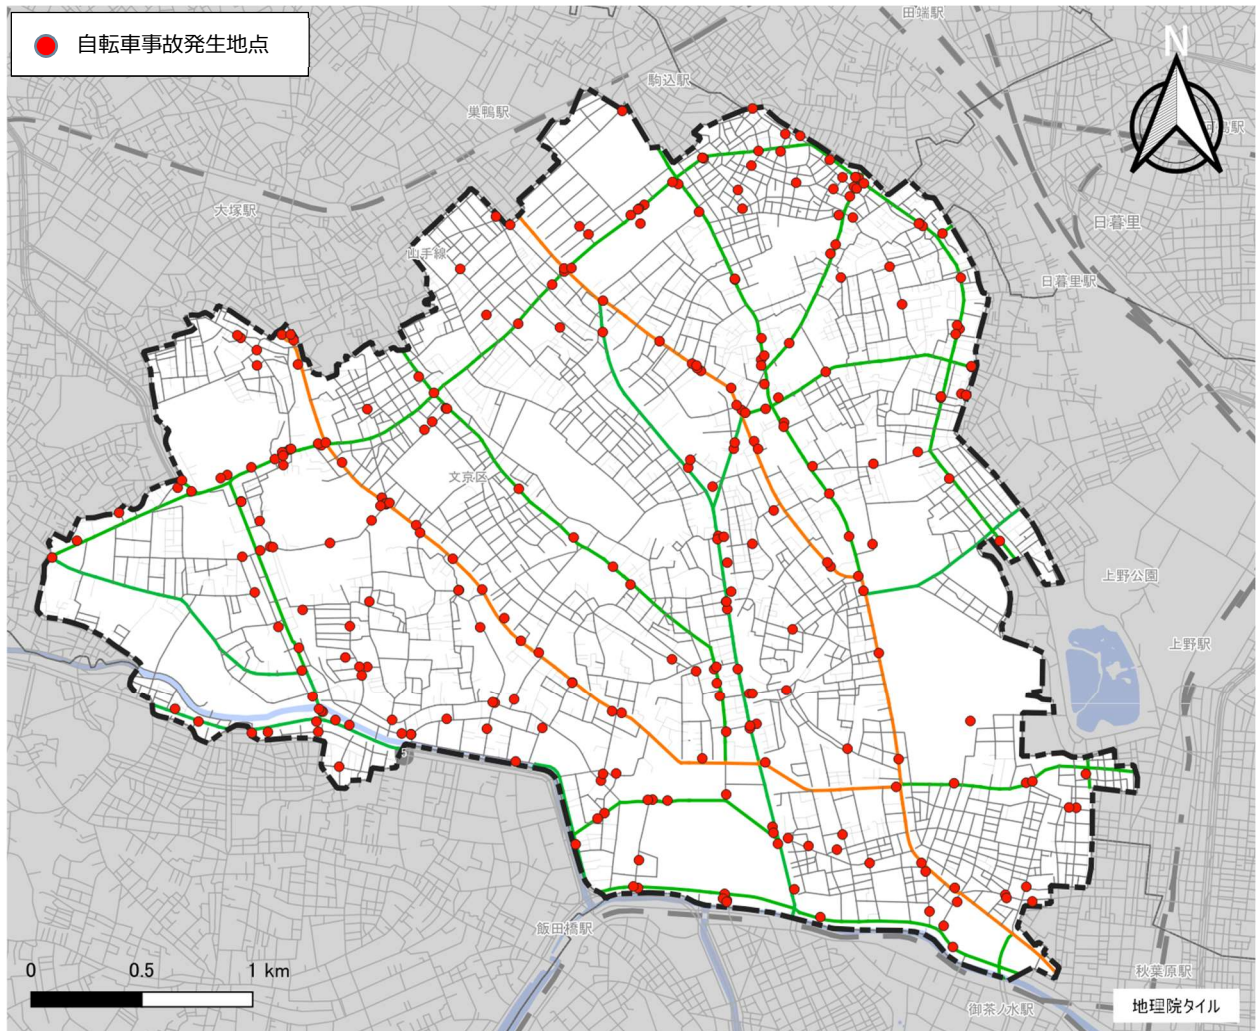 自転車事故発生地点
田端駅
N
駒込駅
巣鴨駅
大塚駅
日暮里
山手線
日暮里駅
文京区
上野公園
上野駅
飯田橋駅
0 0.5 1 km
秋葉原駅
御茶ノ水駅
地理院タイル